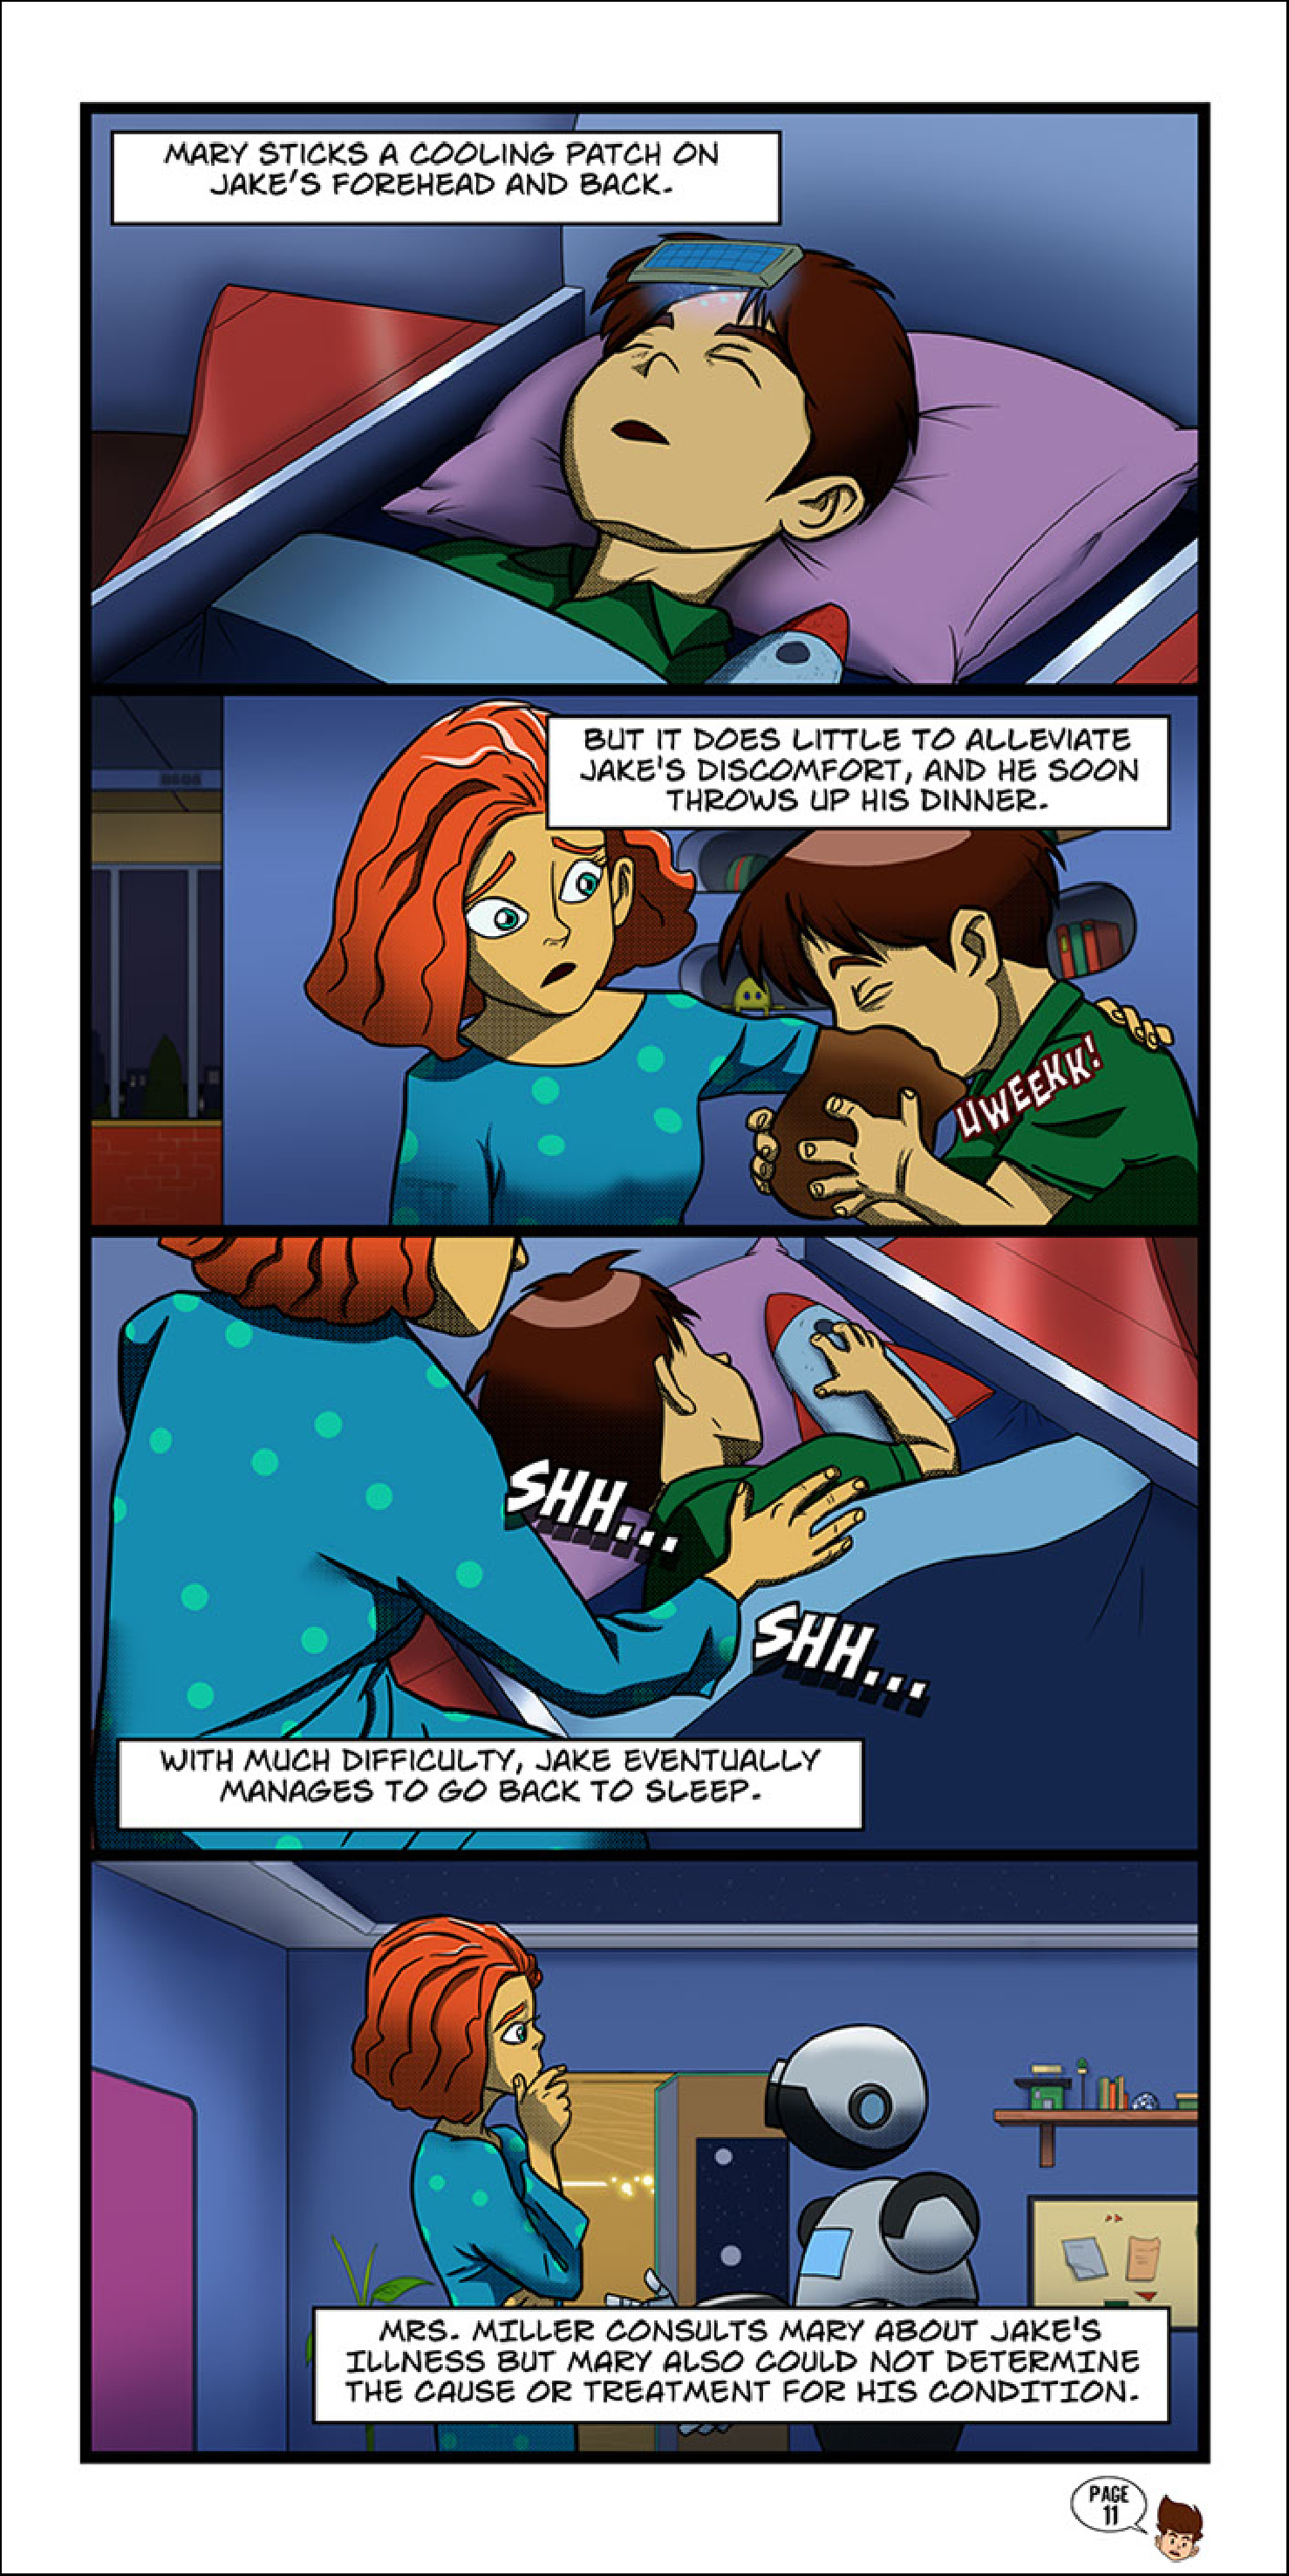 MARY STICKS A COOLING PATCH ON
JAKE'S FOREHEAD AND BACK.
BUT IT DOES LITTLE TO ALLEVIATE
JAKE'S DISCOMFORT, AND HE SOON
THROWS UP HIS DINNER.
UWEEKK!
SHH...
SHH...
WITH MUCH DIFFICULTY, JAKE EVENTUALLY
MANAGES TO GO BACK TO SLEEP.
MRS. MILLER CONSULTS MARY ABOUT JAKE'S
ILLNESS BUT MARY ALSO COULD NOT DETERMINE
THE CAUSE OR TREATMENT FOR HIS CONDITION.
PAGE
11